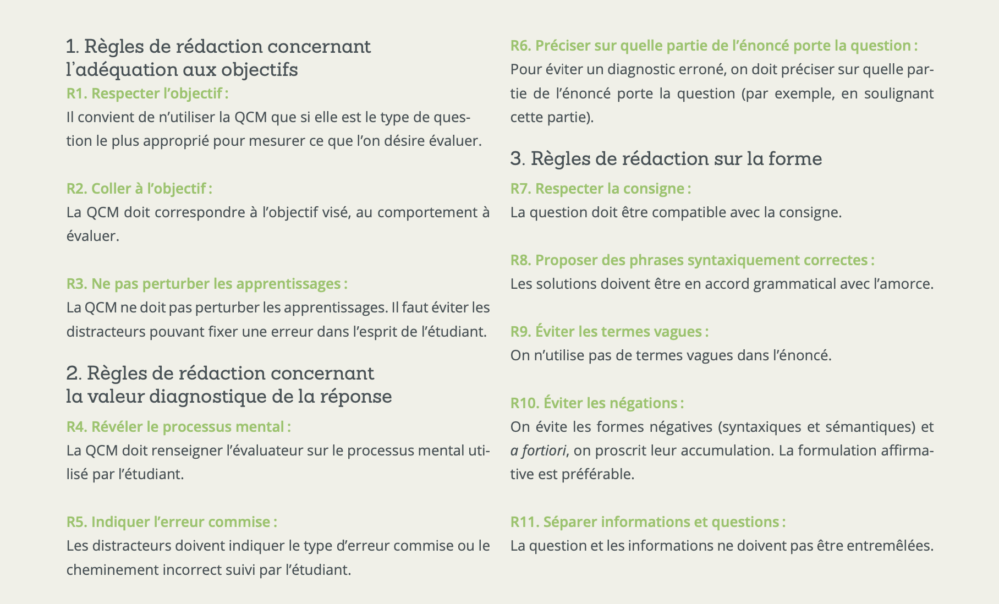 1. Règles de rédaction concernant
l’adéquation aux objectifs
R1. Respecter l’objectif :
Il convient de n’utiliser la QCM que si elle est le type de ques-
tion le plus approprié pour mesurer ce que l’on désire évaluer.
R2. Coller à l’objectif :
La QCM doit correspondre à l’objectif visé, au comportement à
évaluer.
R3. Ne pas perturber les apprentissages :
La QCM ne doit pas perturber les apprentissages. Il faut éviter les
distracteurs pouvant fixer une erreur dans l’esprit de l’étudiant.
2. Règles de rédaction concernant
la valeur diagnostique de la réponse
R4. Révéler le processus mental :
La QCM doit renseigner l’évaluateur sur le processus mental uti-
lisé par l’étudiant.
R5. Indiquer l’erreur commise :
Les distracteurs doivent indiquer le type d’erreur commise ou le
cheminement incorrect suivi par l’étudiant.
R6. Préciser sur quelle partie de l’énoncé porte la question :
Pour éviter un diagnostic erroné, on doit préciser sur quelle par-
tie de l’énoncé porte la question (par exemple, en soulignant
cette partie).
3. Règles de rédaction sur la forme
R7. Respecter la consigne :
La question doit être compatible avec la consigne.
R8. Proposer des phrases syntaxiquement correctes :
Les solutions doivent être en accord grammatical avec l’amorce.
R9. Éviter les termes vagues :
On n’utilise pas de termes vagues dans l’énoncé.
R10. Éviter les négations :
On évite les formes négatives (syntaxiques et sémantiques) et
a fortiori, on proscrit leur accumulation. La formulation affirma-
tive est préférable.
R11. Séparer informations et questions :
La question et les informations ne doivent pas être entremêlées.